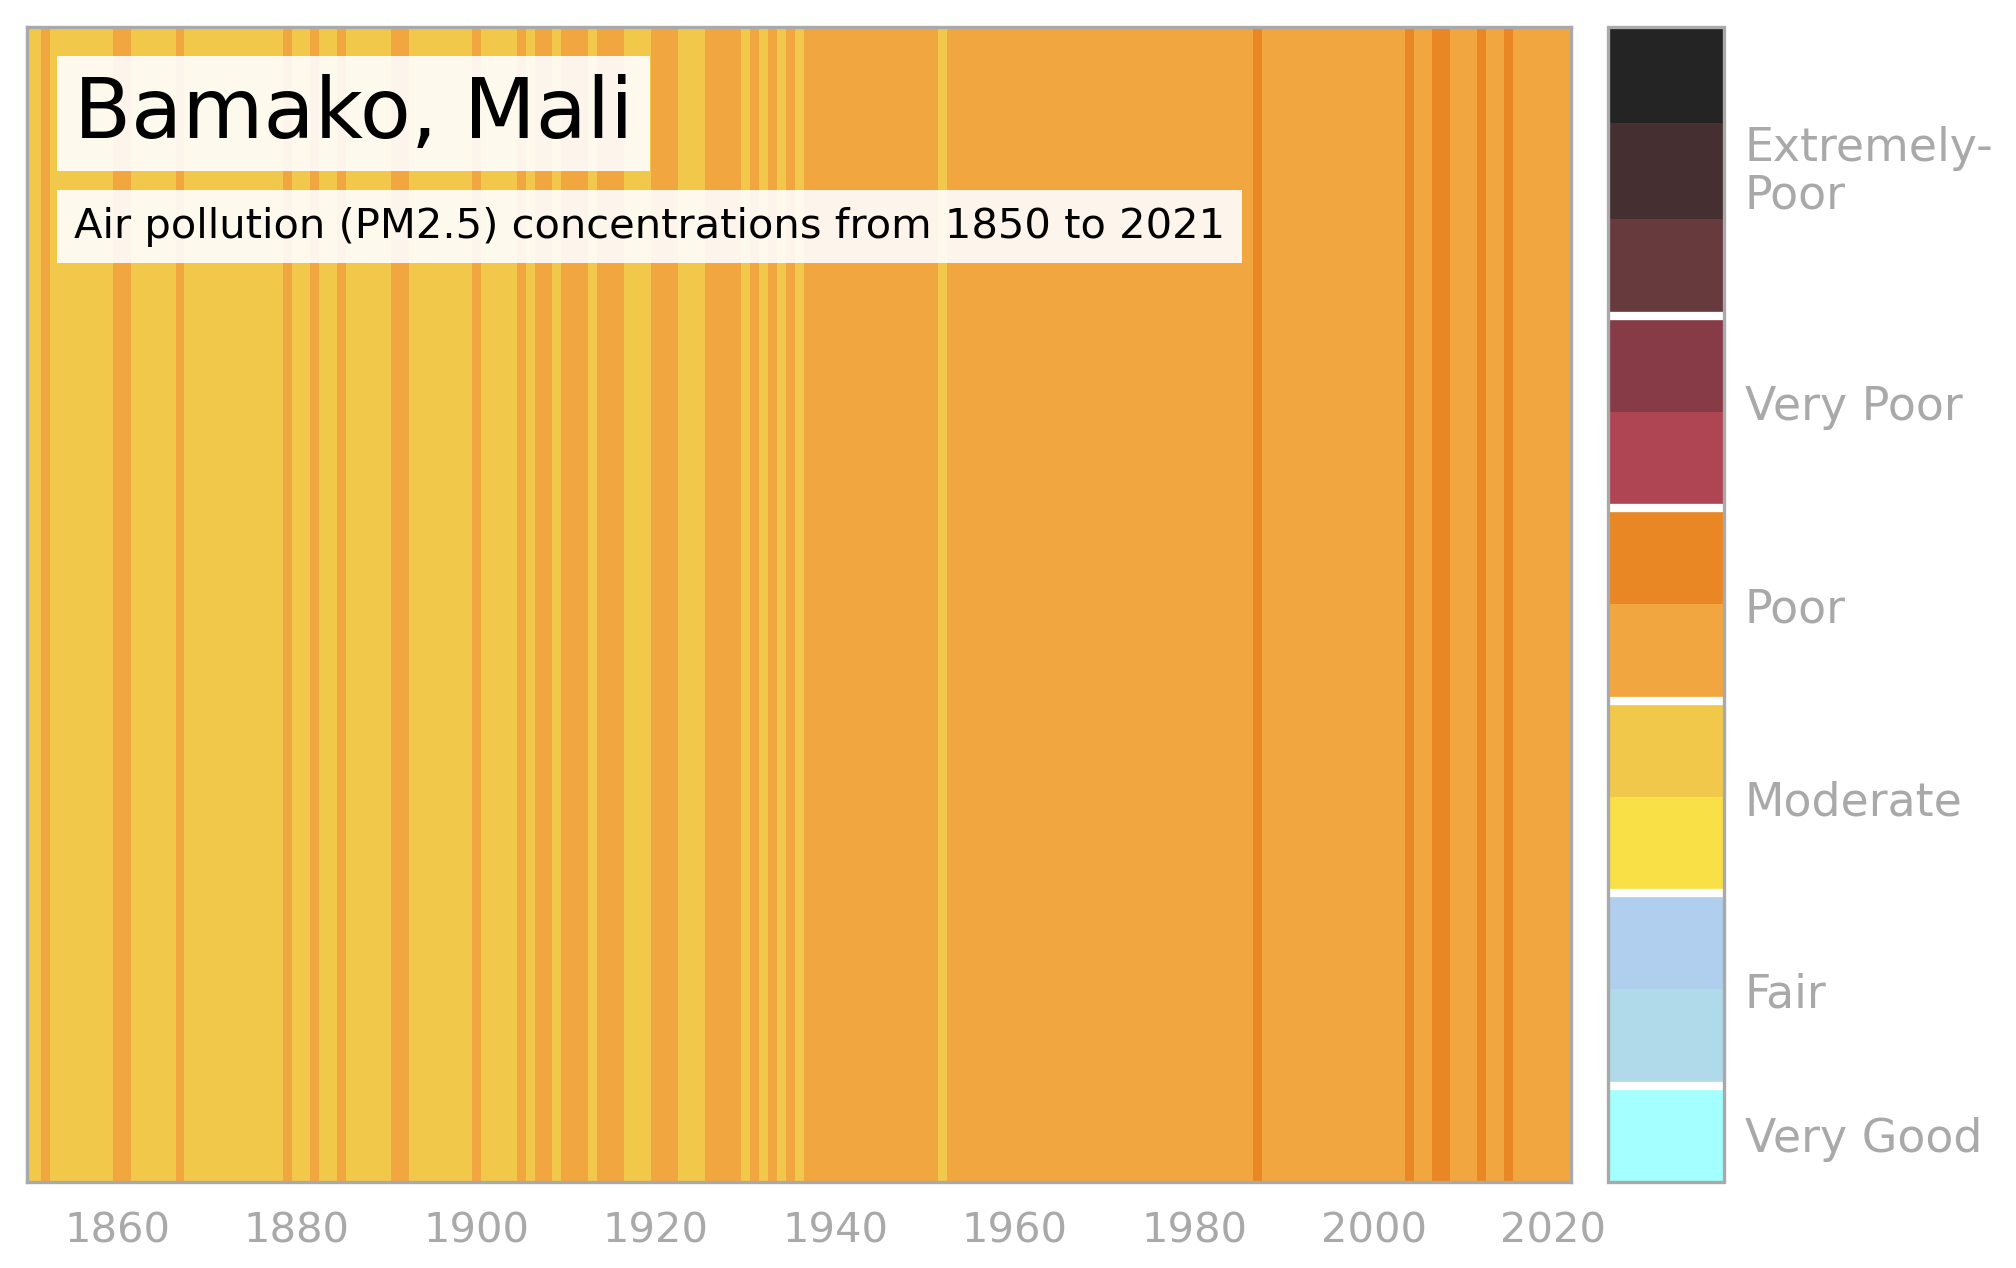 Bamako, Mali
Air pollution (PM2.5) concentrations from 1850 to 2021
Extremely-
Poor
Very Poor
Poor
Moderate
Fair
Very Good
1860 1880 1900 1920 1940 1960 1980 2000 2020